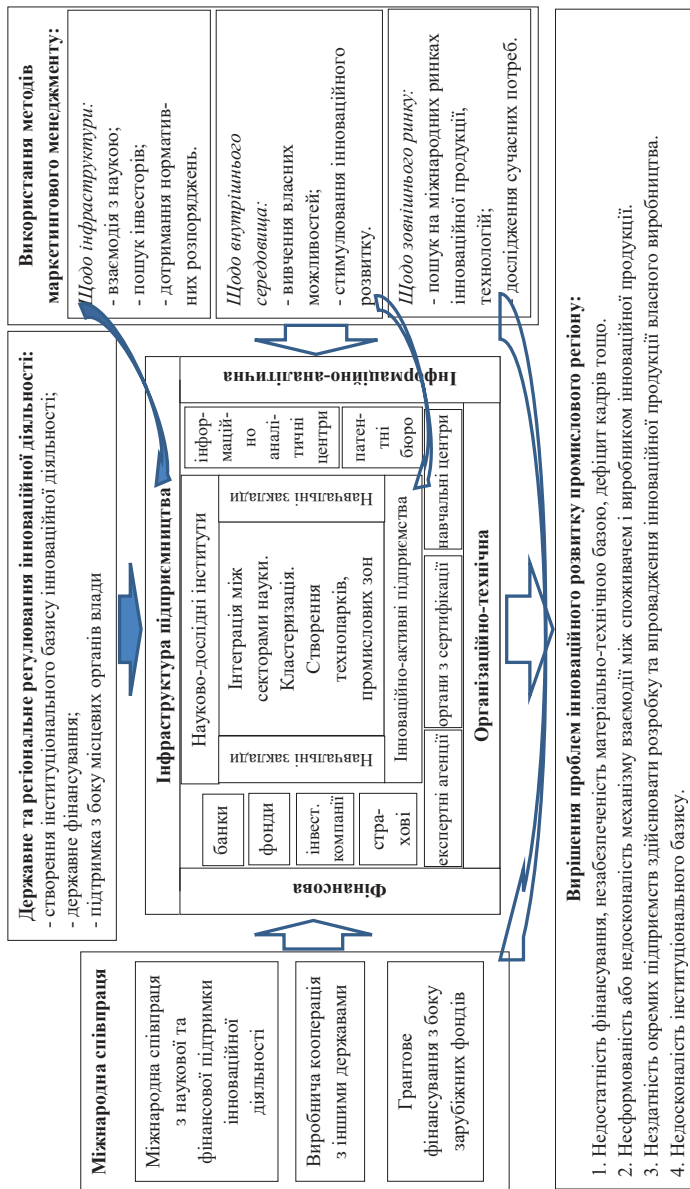 Державне та регіональне регулювання інноваційної діяльності:
- створення інституціонального базису інноваційної діяльності;
- державне фінансування;
- підтримка з боку місцевих органів влади
Міжнародна співпраця
Міжнародна співпраця
з наукової та
фінансової підтримки
інноваційної
діяльності
Виробнича кооперація
з іншими державами
Грантове
фінансування з боку
зарубіжних фондів
Інфраструктура підприємництва
Фінансова
банки
фонди
інвест.
компанії
стра-
хові
Науково-дослідні інститути
Навчальні заклади
Інтеграція між
секторами науки.
Кластеризація.
Створення
технопарків,
промислових зон
Навчальні заклади
Інноваційно-активні підприємства
інфор-
мацій-
но
аналі-
тичні
центри
патен-
тні
бюро
Інформаційно-аналітична
експертні агенції
органи з сертифікації
навчальні центри
Організаційно-технічна
Використання методів
маркетингового менеджменту:
Щодо інфраструктури:
- взаємодія з наукою;
- пошук інвесторів;
- дотримання норматив-
них розпоряджень.
Щодо внутрішнього
середовища:
- вивчення власних
можливостей;
- стимулювання інноваційного
розвитку.
Щодо зовнішнього ринку:
- пошук на міжнародних ринках
інноваційної продукції,
технологій;
- дослідження сучасних потреб.
Вирішення проблем інноваційного розвитку промислового регіону:
1. Недостатність фінансування, незабезпеченість матеріально-технічною базою, дефіцит кадрів тощо.
2. Несформованість або недосконалість механізму взаємодії між споживачем і виробником інноваційної продукції.
3. Нездатність окремих підприємств здійснювати розробку та впровадження інноваційної продукції власного виробництва.
4. Недосконалість інституціонального базису.